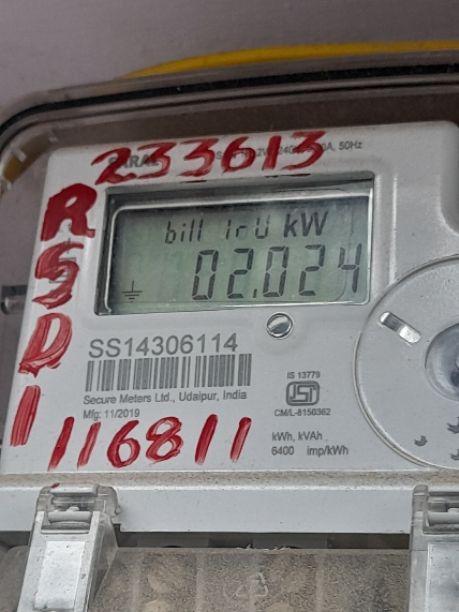 233613
RSDI
bill 1rU kW
02.024
SS14306114
Secure Meters Ltd., Udaipur, India
Mfg: 11/2019
IS 13779
CM/L-8150362
kWh, kVAh
6400 imp/kWh
116811